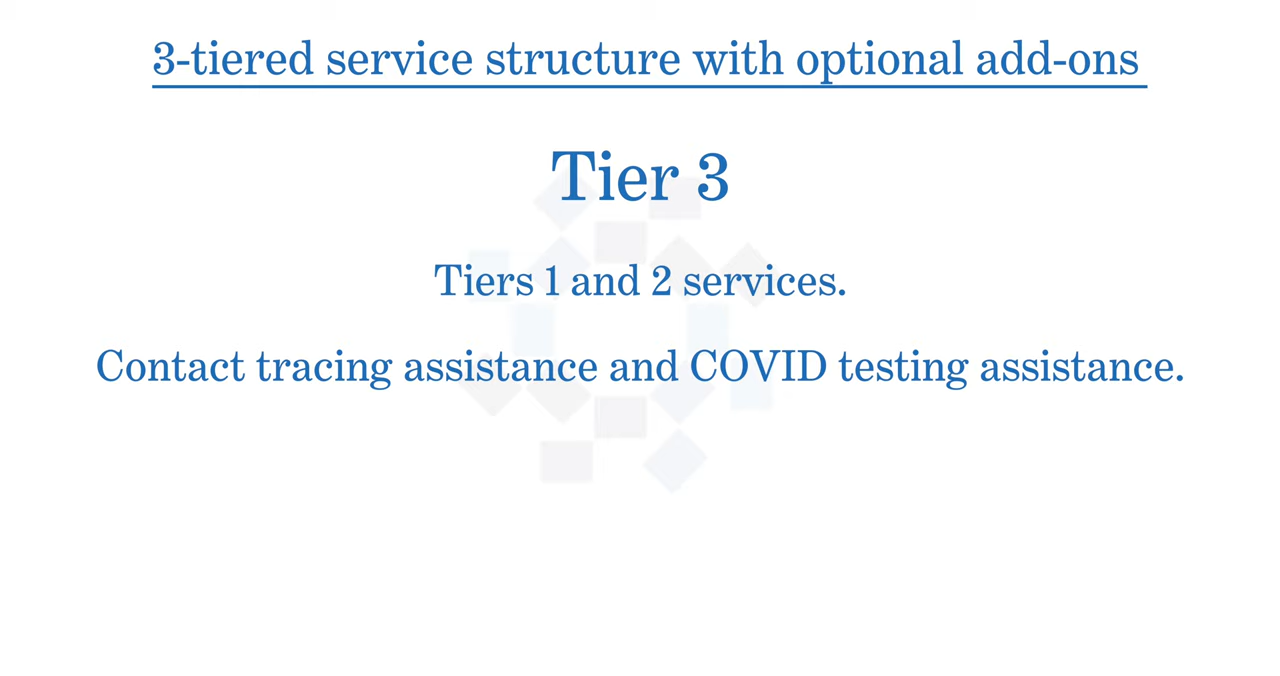 3-tiered service structure with optional add-ons
Tier 3
Tiers 1 and 2 services.
Contact tracing assistance and COVID testing assistance.